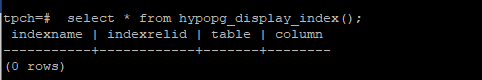 tpch=#  select * from hypopg_display_index();
 indexname | indexrelid | table | column
-----------+------------+-------+--------
(0 rows)